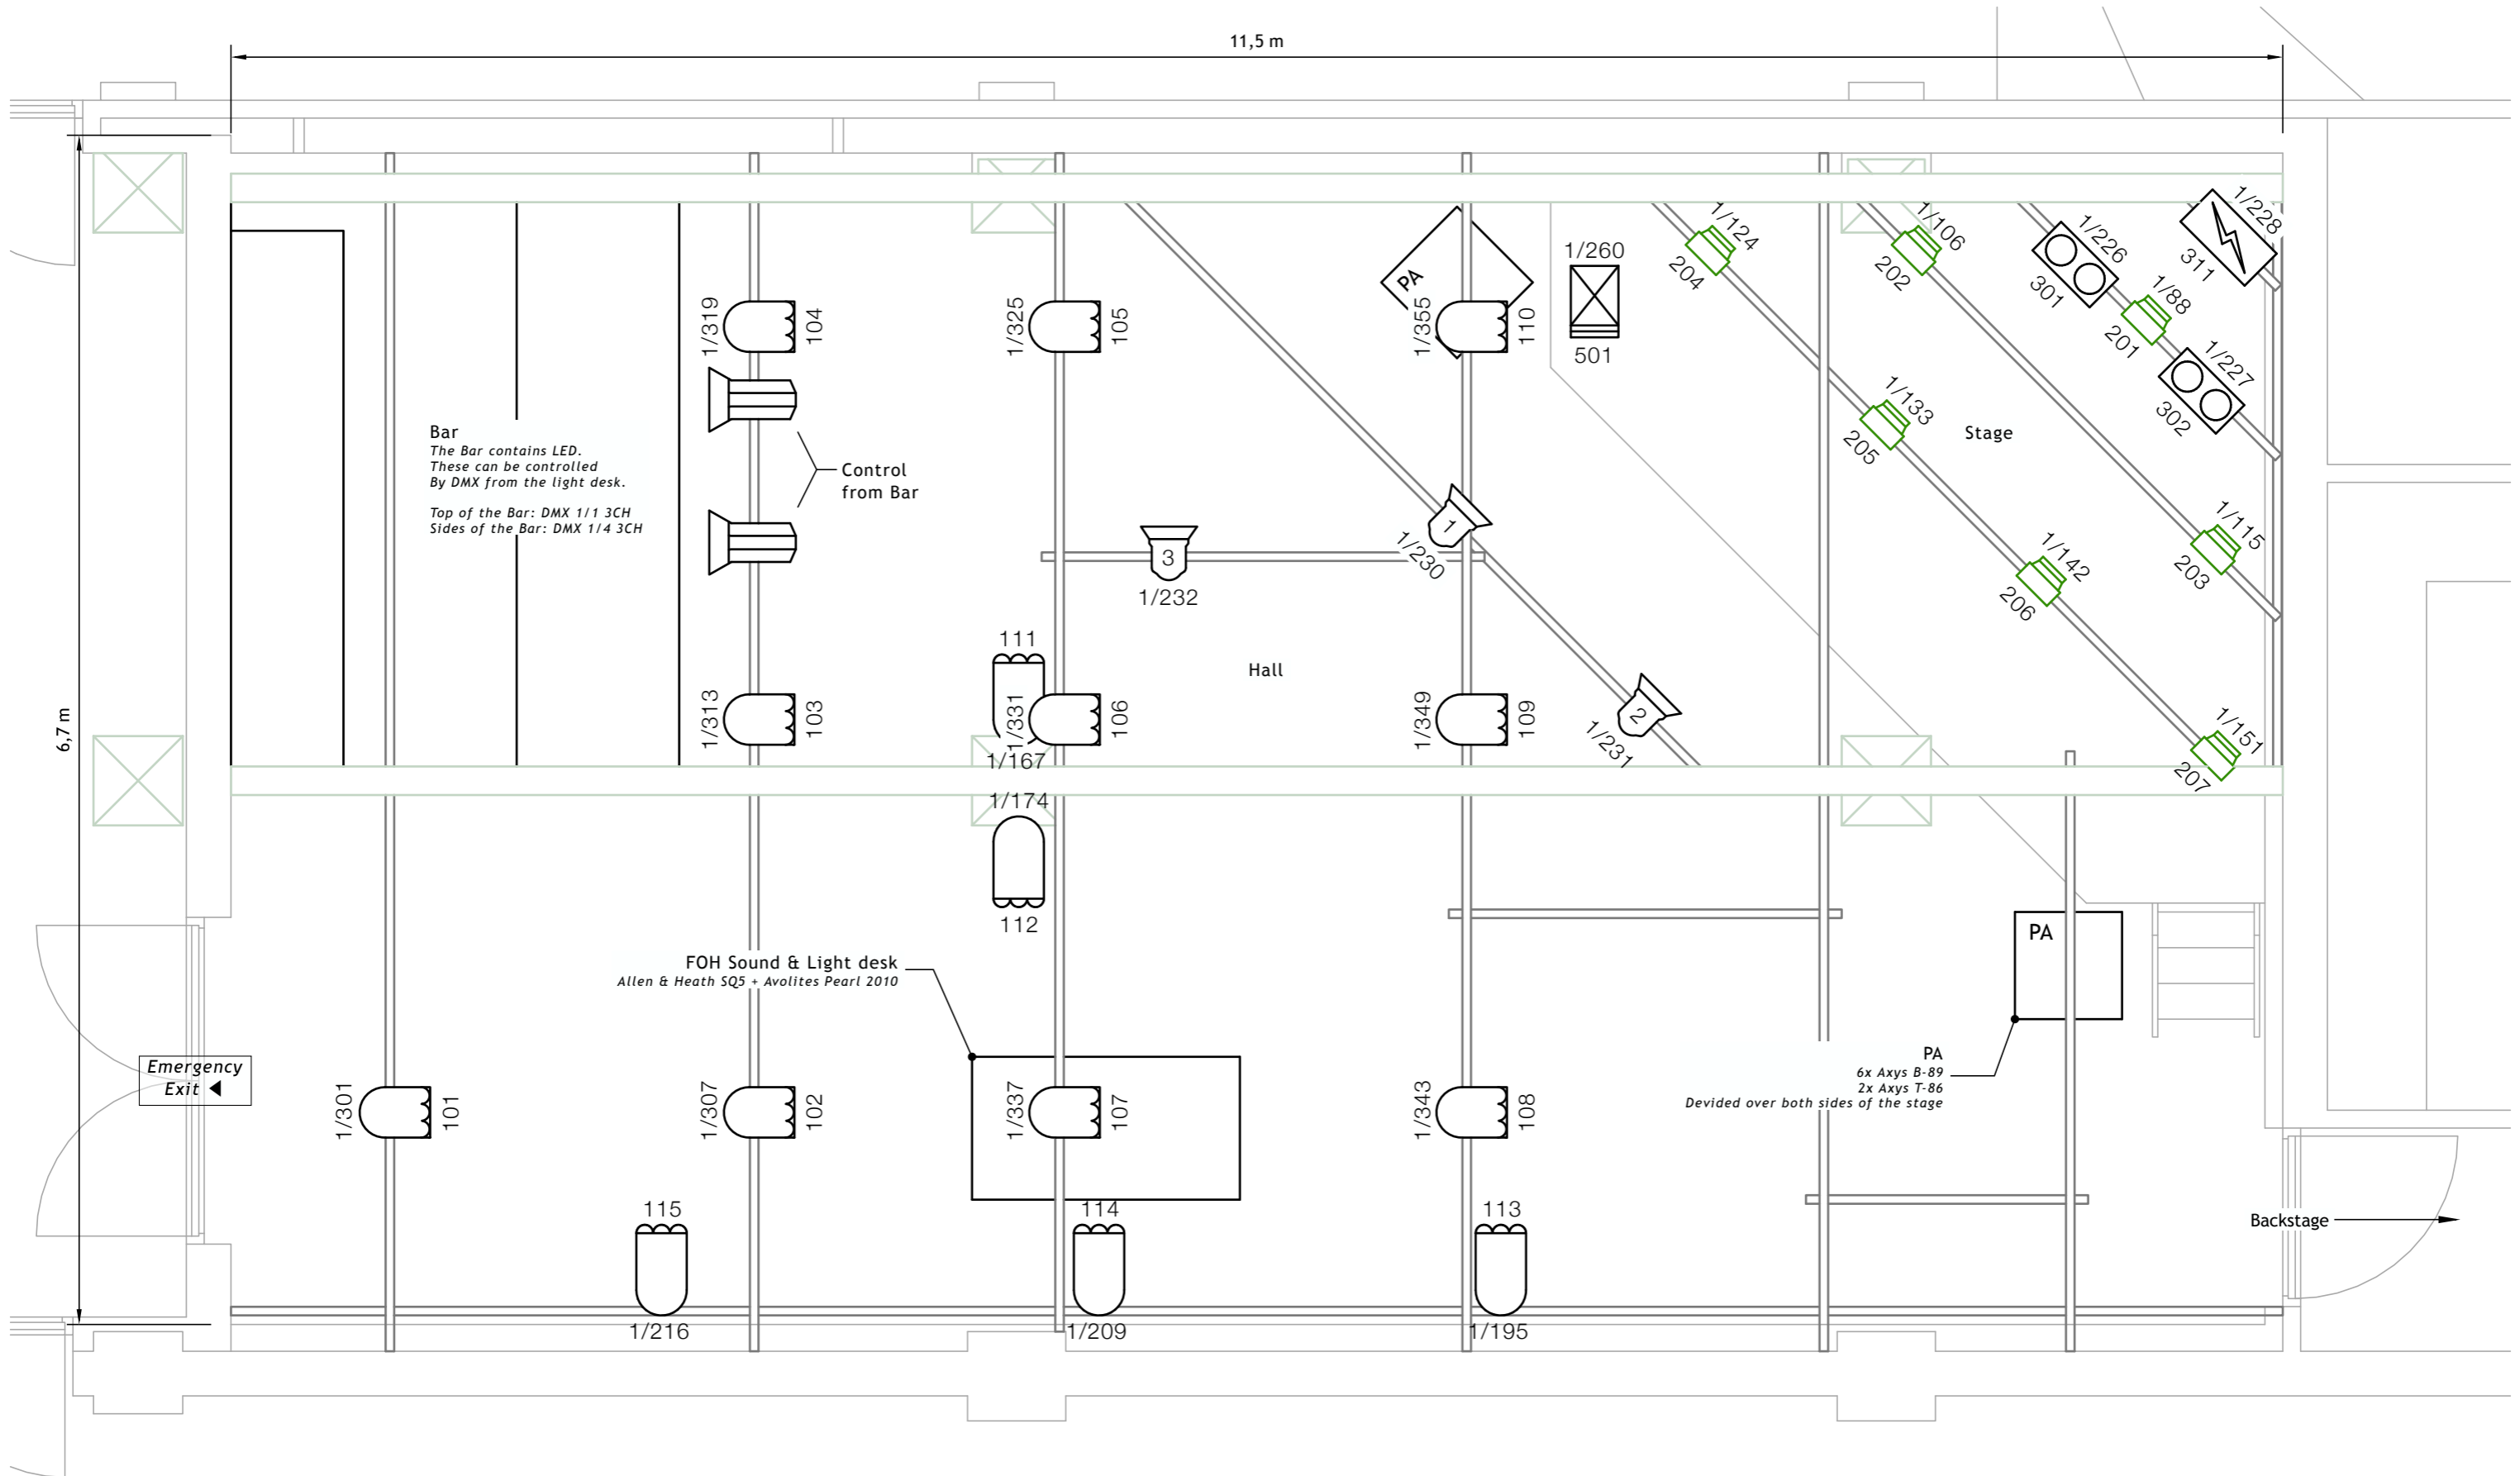 11,5 m
6,7 m
1/124
204
1/106
202
1/226
301
1/228
311
1/88
201
1/227
302
1/260
501
PA
1/319
104
1/325
105
1/355
110
1/133
205
Stage
Bar
The Bar contains LED.
These can be controlled
By DMX from the light desk.
Top of the Bar: DMX 1/1 3CH
Sides of the Bar: DMX 1/4 3CH
Control
from Bar
1
1/230
3
1/232
1/115
203
1/142
206
111
Hall
1/313
103
1/331
106
1/167
1/349
109
2
1/231
1/151
207
1/174
112
PA
FOH Sound & Light desk
Allen & Heath SQ5 + Avolites Pearl 2010
Emergency
Exit
PA
6x Axys B-89
2x Axys T-86
Devided over both sides of the stage
1/301
101
1/307
102
1/337
107
1/343
108
115
114
113
Backstage
1/216
1/209
1/195